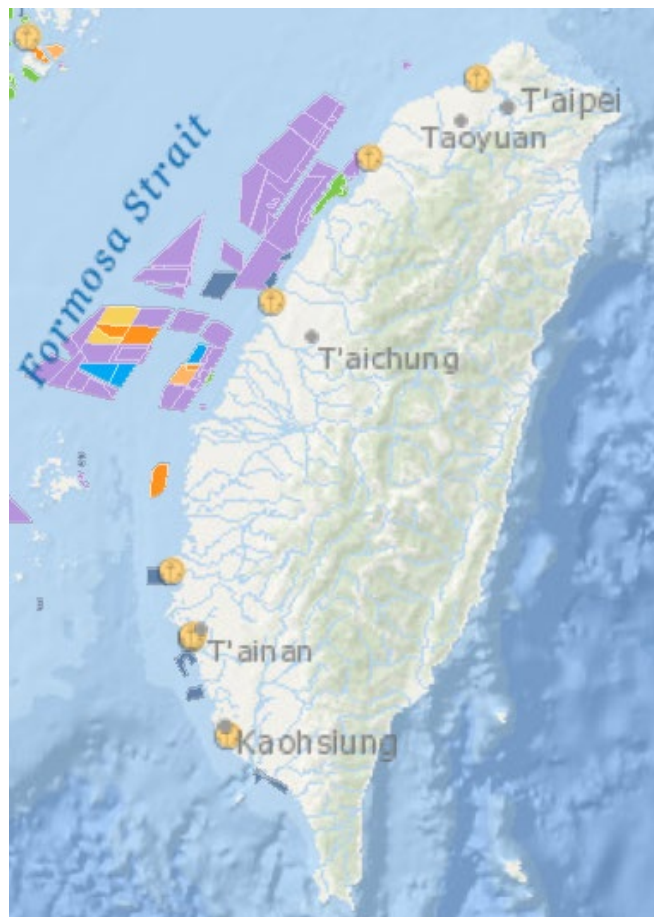 T'aipei
Taoyuan
Formosa Strait
T'aichung
T'ainan
Kaohsiung